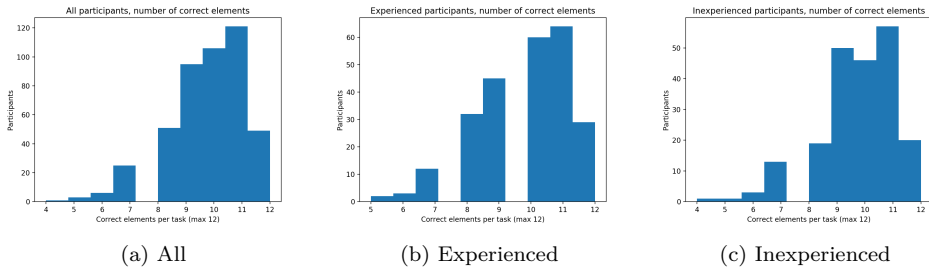 All participants, number of correct elements
Participants
120
100
80
60
40
20
0
4 5 6 7 8 9 10 11 12
Correct elements per task (max 12)
(a) All
Experienced participants, number of correct elements
Participants
60
50
40
30
20
10
0
5 6 7 8 9 10 11 12
Correct elements per task (max 12)
(b) Experienced
Inexperienced participants, number of correct elements
Participants
50
40
30
20
10
0
4 5 6 7 8 9 10 11 12
Correct elements per task (max 12)
(c) Inexperienced